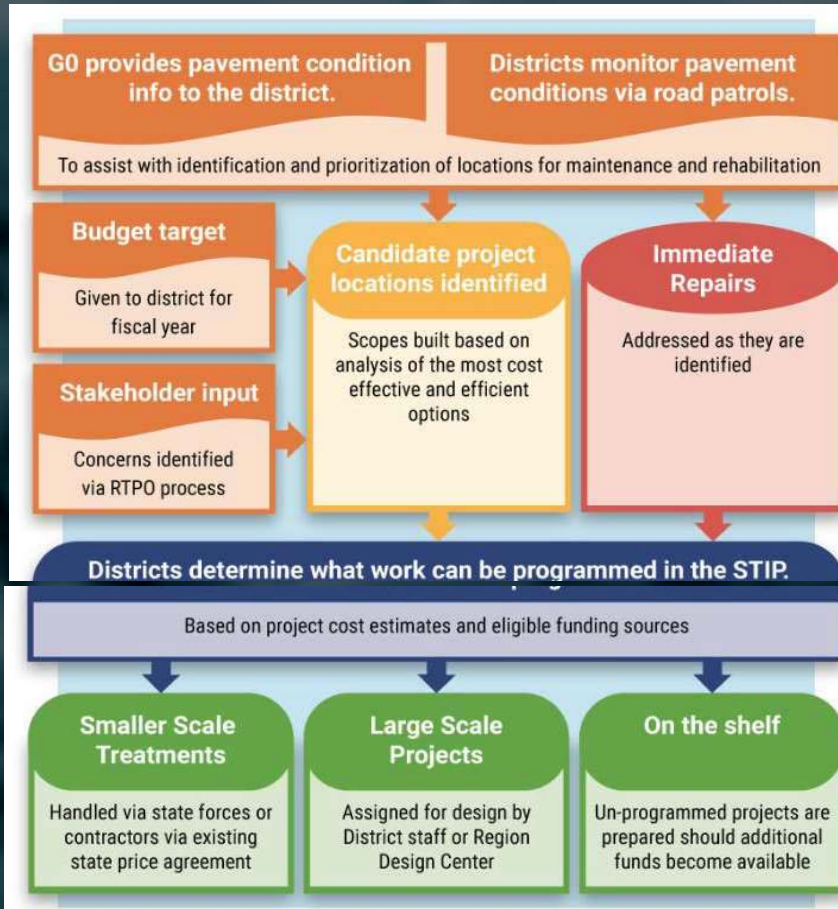 G0 provides pavement condition
info to the district.
Districts monitor pavement
conditions via road patrols.
To assist with identification and prioritization of locations for maintenance and rehabilitation
Budget target
Given to district for
fiscal year
Stakeholder input
Concerns identified
via RTPO process
Candidate project
locations identified
Scopes built based on
analysis of the most cost
effective and efficient
options
Immediate
Repairs
Addressed as they are
identified
Districts determine what work can be programmed in the STIP.
Based on project cost estimates and eligible funding sources
Smaller Scale
Treatments
Handled via state forces or
contractors via existing
state price agreement
Large Scale
Projects
Assigned for design by
District staff or Region
Design Center
On the shelf
Un-programmed projects are
prepared should additional
funds become available